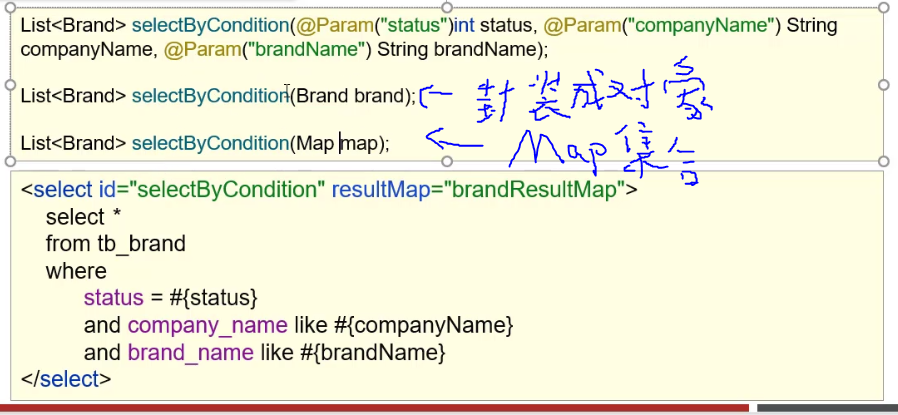 List<Brand> selectByCondition(@Param("status")int status, @Param("companyName") String
companyName, @Param("brandName") String brandName);
List<Brand> selectByCondition(Brand brand); 封装成对象
List<Brand> selectByCondition(Map map); Map集合
<select id="selectByCondition" resultMap="brandResultMap">
select *
from tb_brand
where
status = #{status}
and company_name like #{companyName}
and brand_name like #{brandName}
</select>